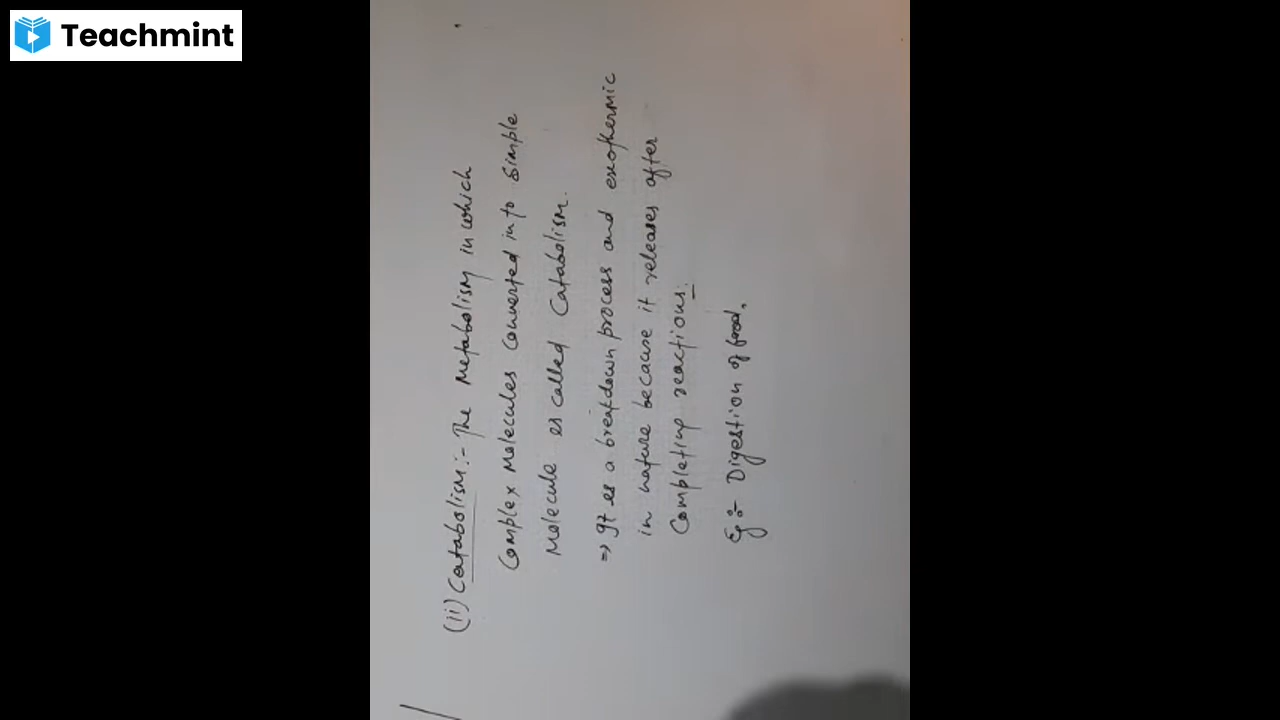 Teachmint
(ii) Catabolism:- The Metabolism in which
Complex Molecules Converted into Simple
Molecule is called Catabolism.
=> It is a breakdown process and exothermic
in nature because it releases after
Completing reactions.
Eg:- Digestion of food.